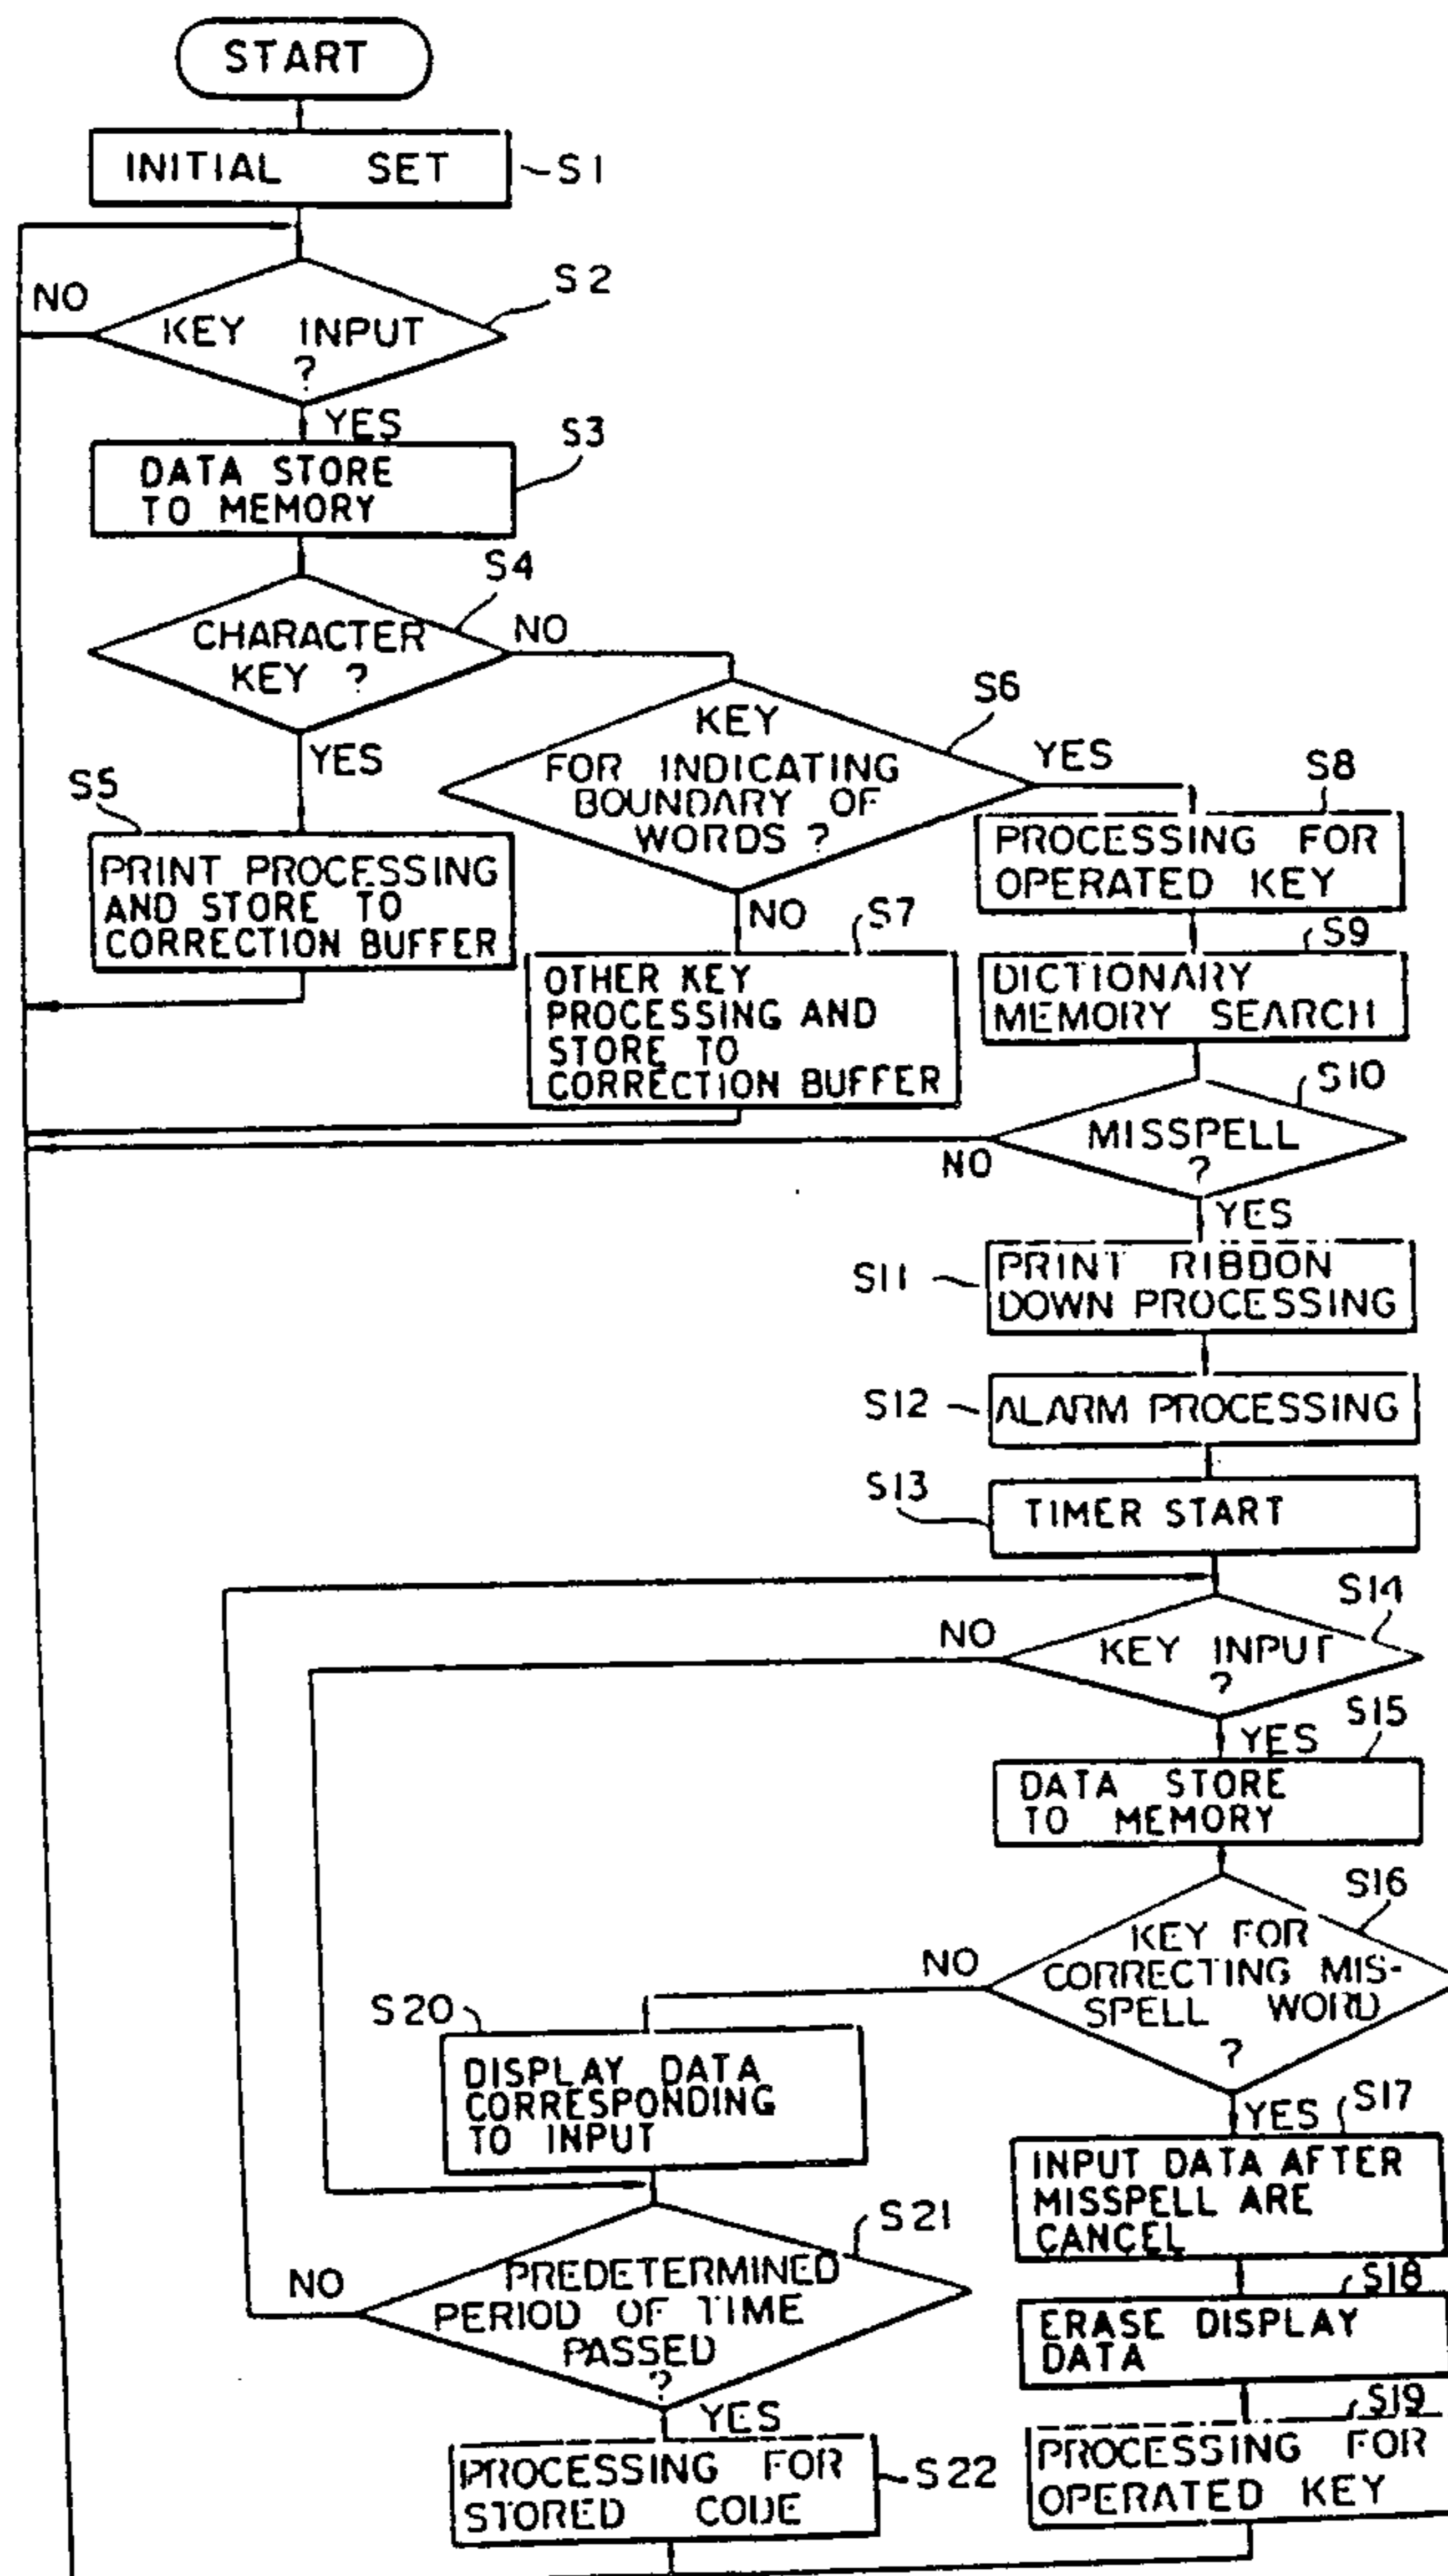 START
INITIAL SET
S1
NO
S2
KEY INPUT
?
YES
S3
DATA STORE
TO MEMORY
S4
CHARACTER
KEY ?
NO
YES
S5
PRINT PROCESSING
AND STORE TO
CORRECTION BUFFER
S6
KEY
FOR INDICATING
BOUNDARY OF
WORDS ?
YES
NO
S7
OTHER KEY
PROCESSING AND
STORE TO
CORRECTION BUFFER
S8
PROCESSING FOR
OPERATED KEY
S9
DICTIONARY
MEMORY SEARCH
S10
MISSPELL
?
NO
YES
S11
PRINT RIBDON
DOWN PROCESSING
S12
ALARM PROCESSING
S13
TIMER START
S14
NO
KEY INPUT
?
YES
S15
DATA STORE
TO MEMORY
S16
KEY FOR
CORRECTING MIS-
SPELL WORD
?
NO
YES
S17
INPUT DATA AFTER
MISSPELL ARE
CANCEL
S18
ERASE DISPLAY
DATA
S19
PROCESSING FOR
OPERATED KEY
S20
DISPLAY DATA
CORRESPONDING
TO INPUT
S21
NO
PREDETERMINED
PERIOD OF TIME
PASSED
?
YES
PROCESSING FOR
STORED CODE
S22